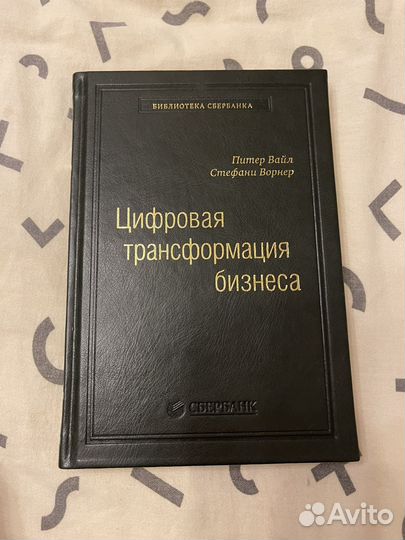 БИБЛИОТЕКА СБЕРБАНКА
Питер Вайл
Стефани Ворнер
Цифровая
трансформация
бизнеса
СБЕРБАНК
Avito